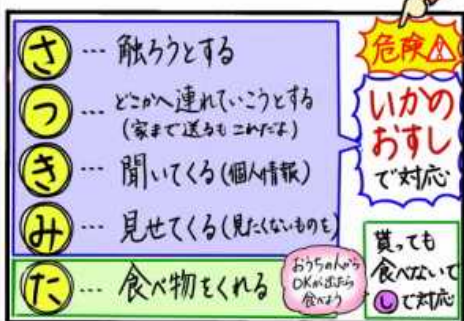 さ … 触ろうとする
つ … どこかへ連れていこうとする
(家まで送るもこれだよ)
き … 聞いてくる(個人情報)
み … 見せてくる(見たくないものを)
た … 食べ物をくれる
おうちの人から
OKが出たら
食べよう
危険⚠
いかの
おすし
で対応
貰っても
食べないで
しで対応